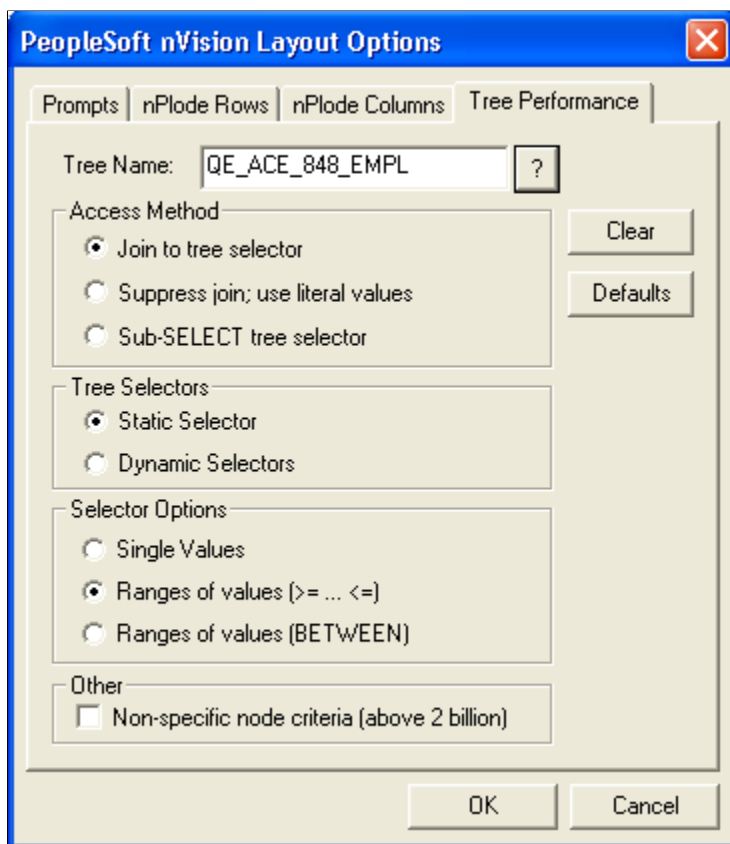 PeopleSoft nVision Layout Options
Prompts nPlode Rows nPlode Columns Tree Performance
Tree Name: QE_ACE_848_EMPL ?
Access Method
Join to tree selector
Suppress join; use literal values
Sub-SELECT tree selector
Clear
Defaults
Tree Selectors
Static Selector
Dynamic Selectors
Selector Options
Single Values
Ranges of values (>= ... <=)
Ranges of values (BETWEEN)
Other
Non-specific node criteria (above 2 billion)
OK Cancel